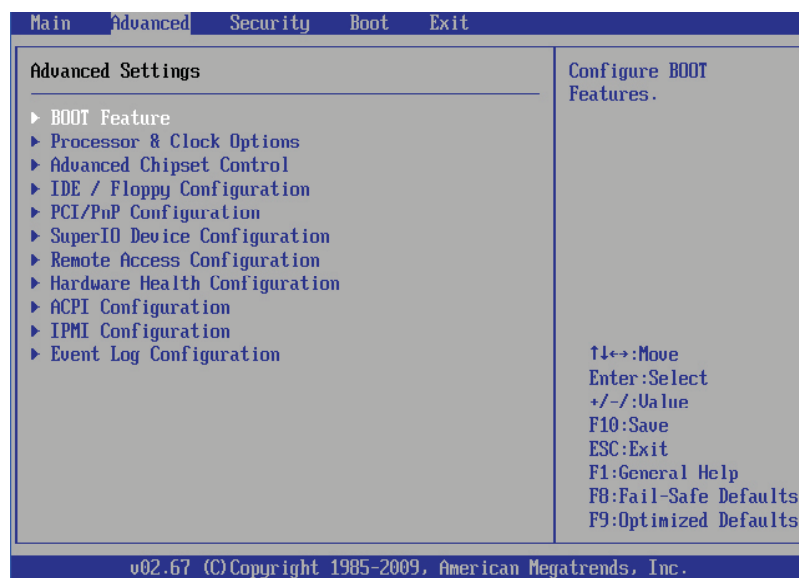 Main Advanced Security Boot Exit
Advanced Settings
BOOT Feature
Processor & Clock Options
Advanced Chipset Control
IDE / Floppy Configuration
PCI/PnP Configuration
SuperIO Device Configuration
Remote Access Configuration
Hardware Health Configuration
ACPI Configuration
IPMI Configuration
Event Log Configuration
Configure BOOT
Features.
↑↓↔:Move
Enter:Select
+/-/:Value
F10:Save
ESC:Exit
F1:General Help
F8:Fail-Safe Defaults
F9:Optimized Defaults
v02.67 (C)Copyright 1985-2009, American Megatrends, Inc.